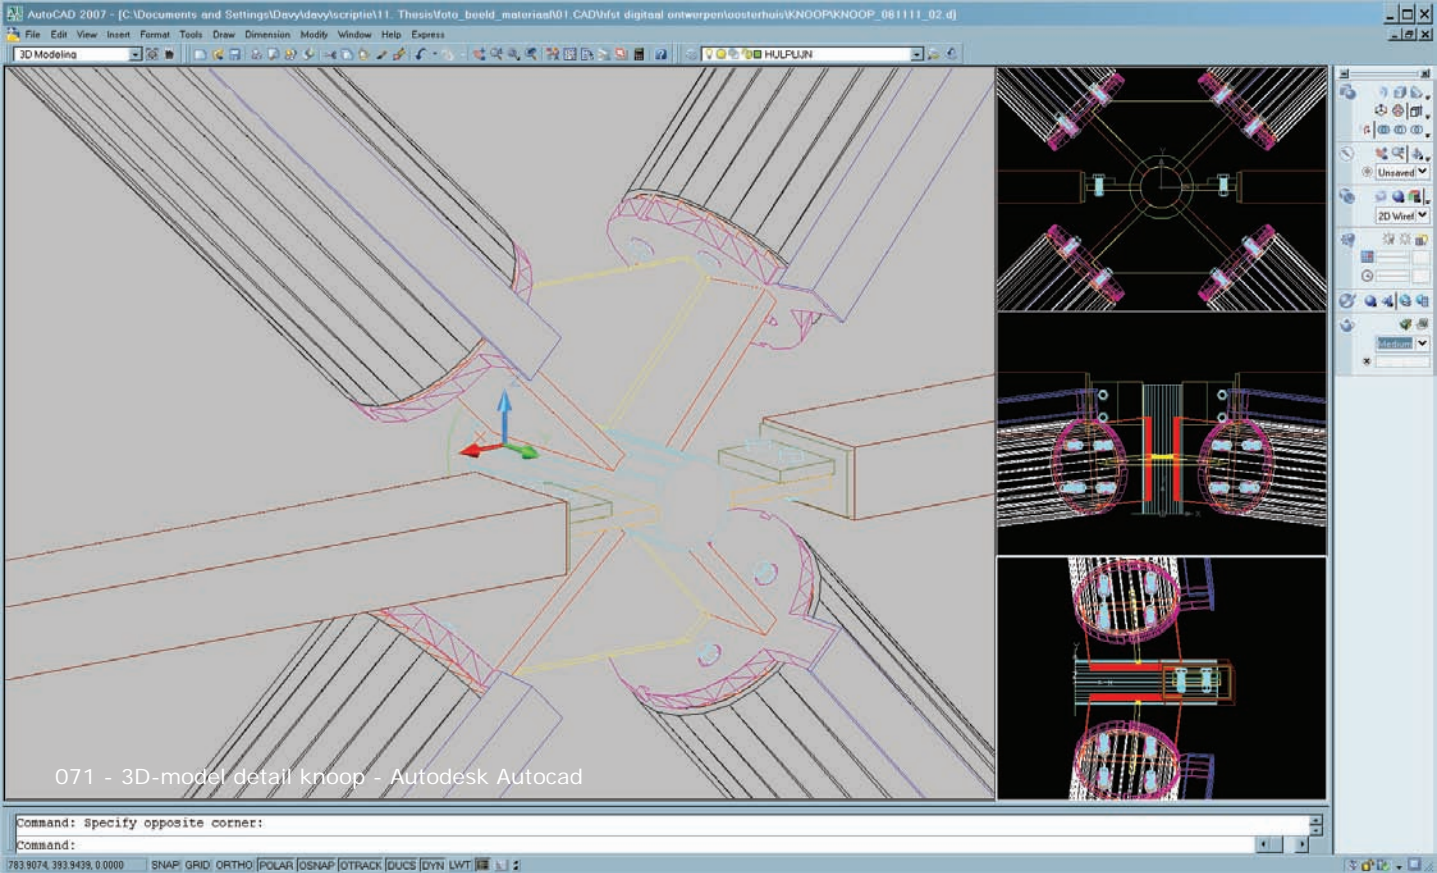 AutoCAD 2007 - [C:\Documents and Settings\Davy\davy\scriptie\11. Thesis\foto_beeld_materiaal\01.CAD\hfst digitaal ontwerpen\oosterhuis\KNOOP\KNOOP_061111_02.d]
File Edit View Insert Format Tools Draw Dimension Modify Window Help Express
3D Modeling HULPLIJN
Unsaved
2D Wiref
Medium
X
Y
Z
Y
X
Y
071 - 3D-model detail knoop - Autodesk Autocad
Command: Specify opposite corner:
Command:
783.9074, 393.9439, 0.0000 SNAP GRID ORTHO POLAR OSNAP OTRACK DUCS DYN LWT